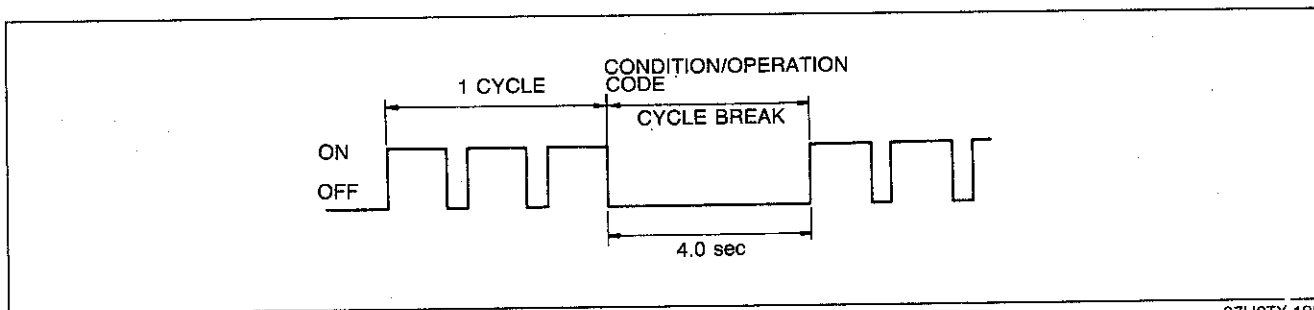 CONDITION/OPERATION
CODE
1 CYCLE
CYCLE BREAK
ON
OFF
4.0 sec